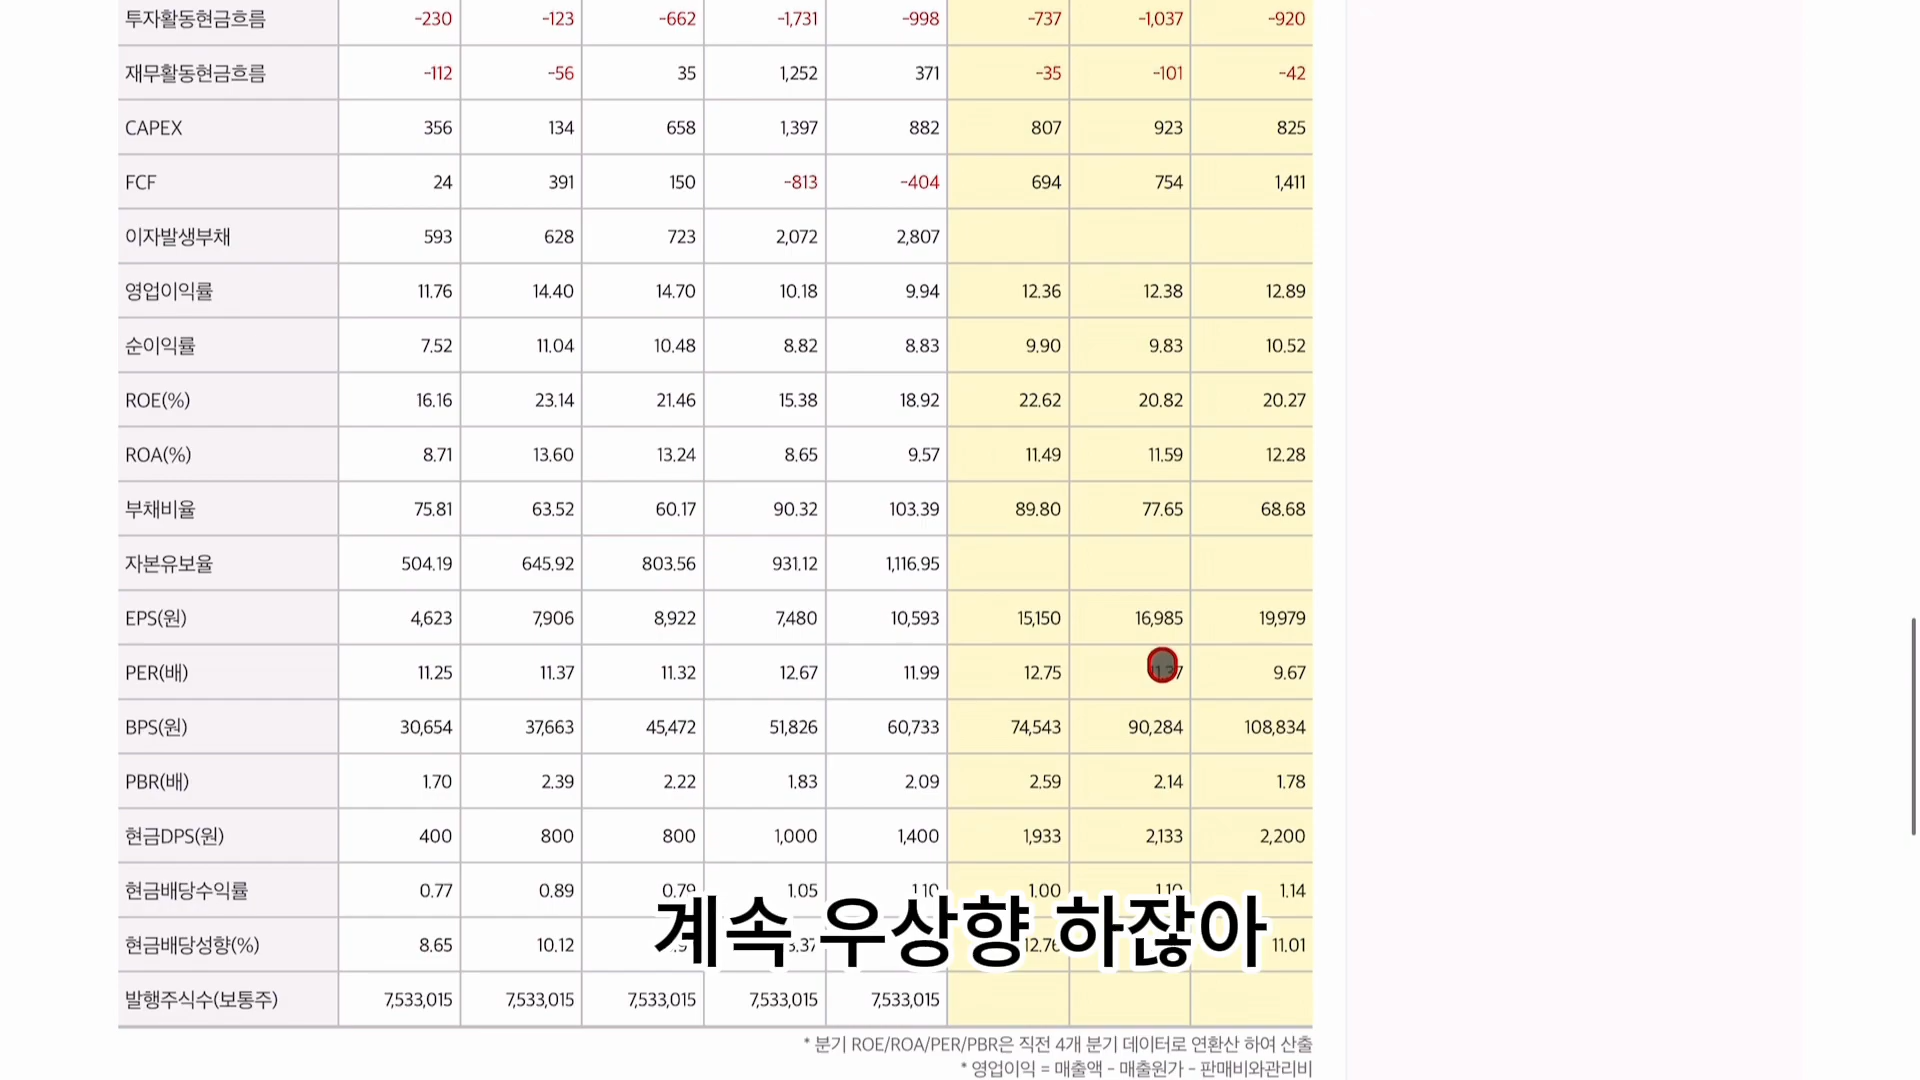 투자활동현금흐름 -230 -123 -662 -1,731 -998 -737 -1,037 -920
재무활동현금흐름 -112 -56 35 1,252 371 -35 -101 -42
CAPEX 356 134 658 1,397 882 807 923 825
FCF 24 391 150 -813 -404 694 754 1,411
이자발생부채 593 628 723 2,072 2,807
영업이익률 11.76 14.40 14.70 10.18 9.94 12.36 12.38 12.89
순이익률 7.52 11.04 10.48 8.82 8.83 9.90 9.83 10.52
ROE(%) 16.16 23.14 21.46 15.38 18.92 22.62 20.82 20.27
ROA(%) 8.71 13.60 13.24 8.65 9.57 11.49 11.59 12.28
부채비율 75.81 63.52 60.17 90.32 103.39 89.80 77.65 68.68
자본유보율 504.19 645.92 803.56 931.12 1,116.95
EPS(원) 4,623 7,906 8,922 7,480 10,593 15,150 16,985 19,979
PER(배) 11.25 11.37 11.32 12.67 11.99 12.75 11.37 9.67
BPS(원) 30,654 37,663 45,472 51,826 60,733 74,543 90,284 108,834
PBR(배) 1.70 2.39 2.22 1.83 2.09 2.59 2.14 1.78
현금DPS(원) 400 800 800 1,000 1,400 1,933 2,133 2,200
현금배당수익률 0.77 0.89 0.79 1.05 1.10 1.00 1.10 1.14
현금배당성향(%) 8.65 10.12 12.76 11.01
계속 우상향 하잖아
발행주식수(보통주) 7,533,015 7,533,015 7,533,015 7,533,015 7,533,015
* 분기 ROE/ROA/PER/PBR은 직전 4개 분기 데이터로 연환산 하여 산출
* 영업이익 = 매출액 - 매출원가 - 판매비와관리비